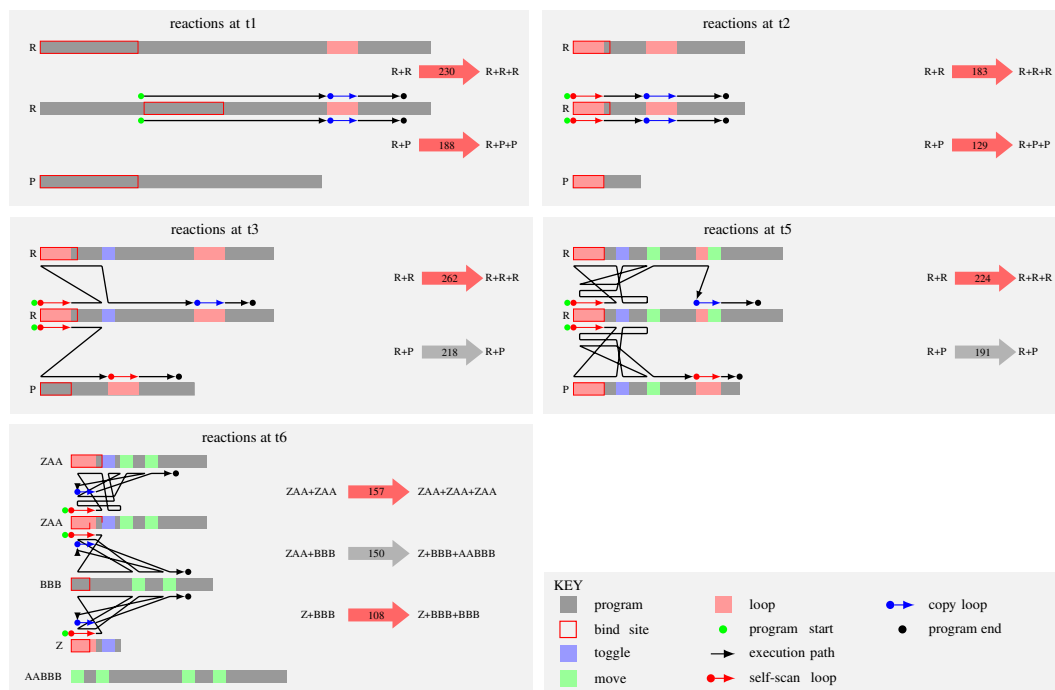 reactions at t1
R
R+R 230 R+R+R
R
R+P 188 R+P+P
P
reactions at t2
R
R+R 183 R+R+R
R
R+P 129 R+P+P
P
reactions at t3
R
R+R 262 R+R+R
R
R+P 218 R+P
P
reactions at t5
R
R+R 224 R+R+R
R
R+P 191 R+P
P
reactions at t6
ZAA
ZAA+ZAA 157 ZAA+ZAA+ZAA
ZAA
ZAA+BBB 150 Z+BBB+AABBB
BBB
Z+BBB 108 Z+BBB+BBB
Z
AABBB
KEY
program loop copy loop
bind site program start program end
toggle execution path
move self-scan loop